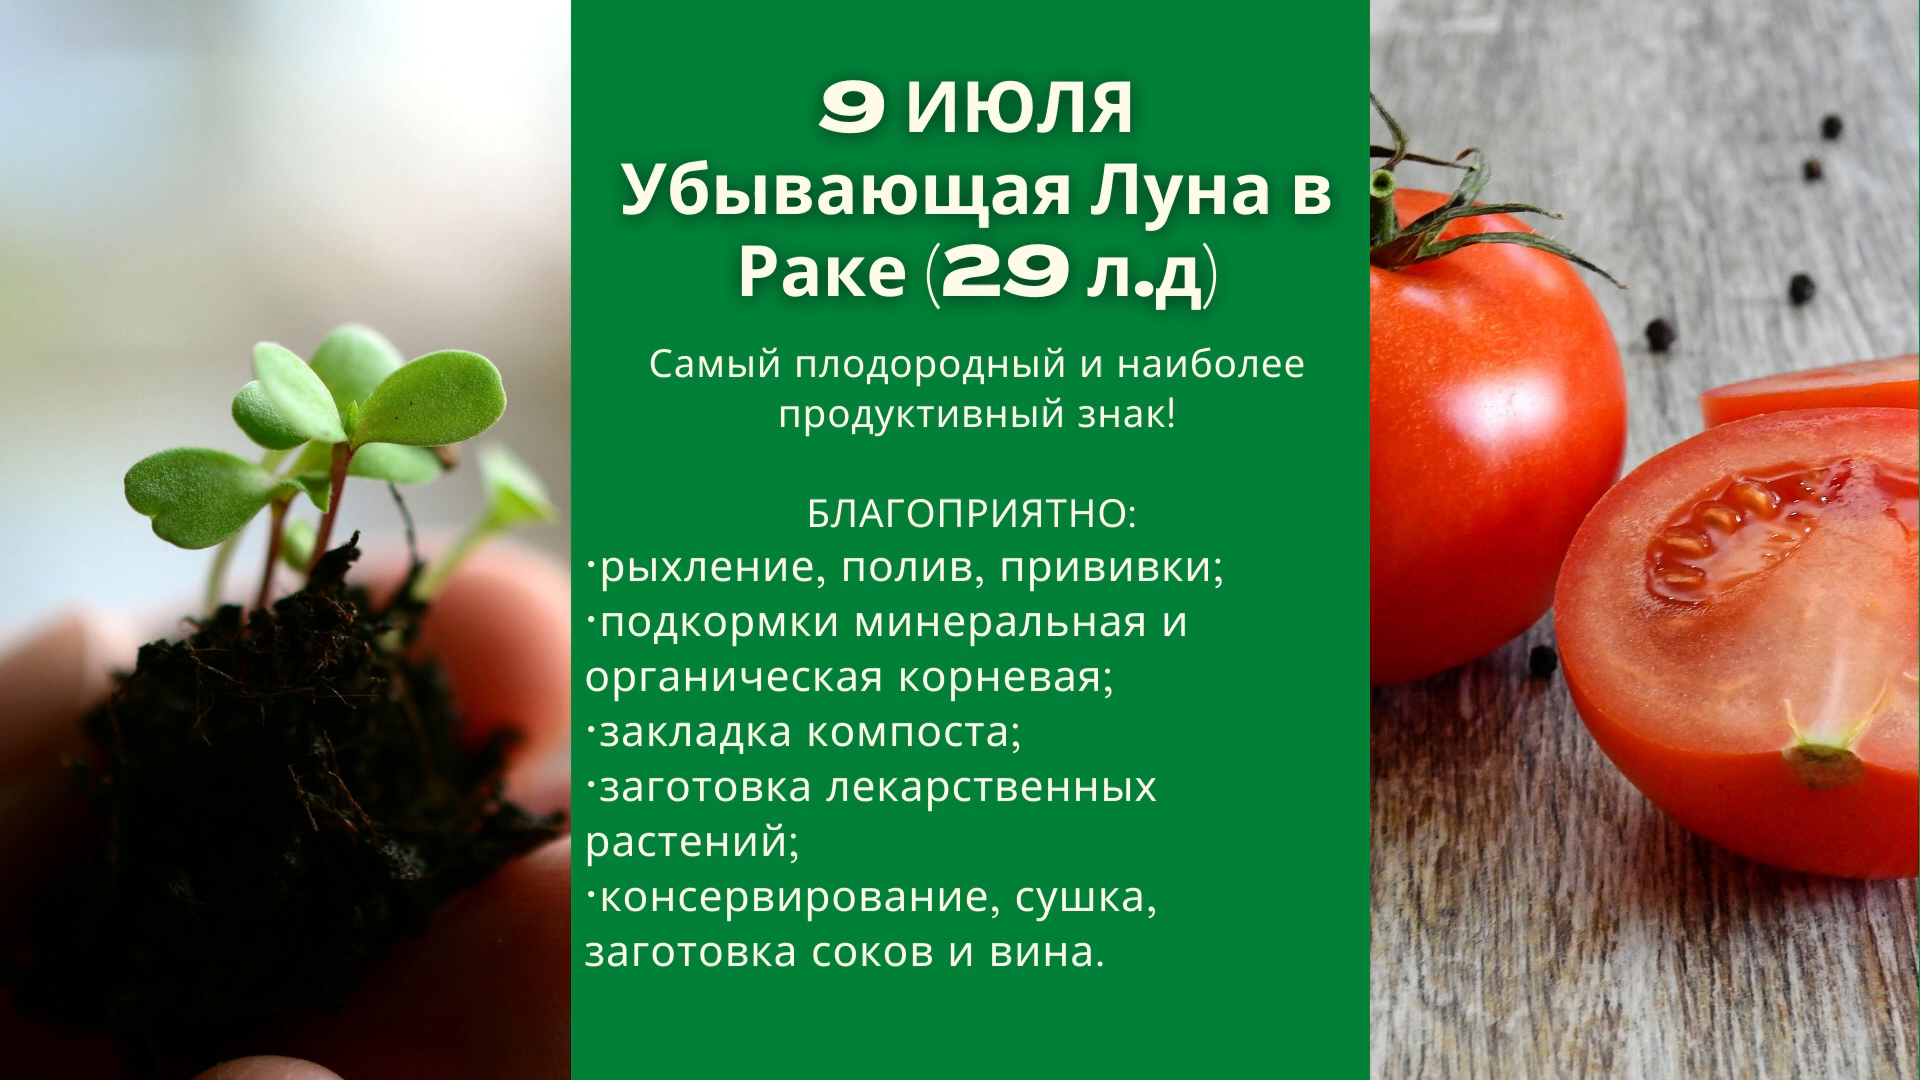 9 ИЮЛЯ
Убывающая Луна в
Раке (29 л.д)
Самый плодородный и наиболее
продуктивный знак!
БЛАГОПРИЯТНО:
·рыхление, полив, прививки;
·подкормки минеральная и
органическая корневая;
·закладка компоста;
·заготовка лекарственных
растений;
·консервирование, сушка,
заготовка соков и вина.